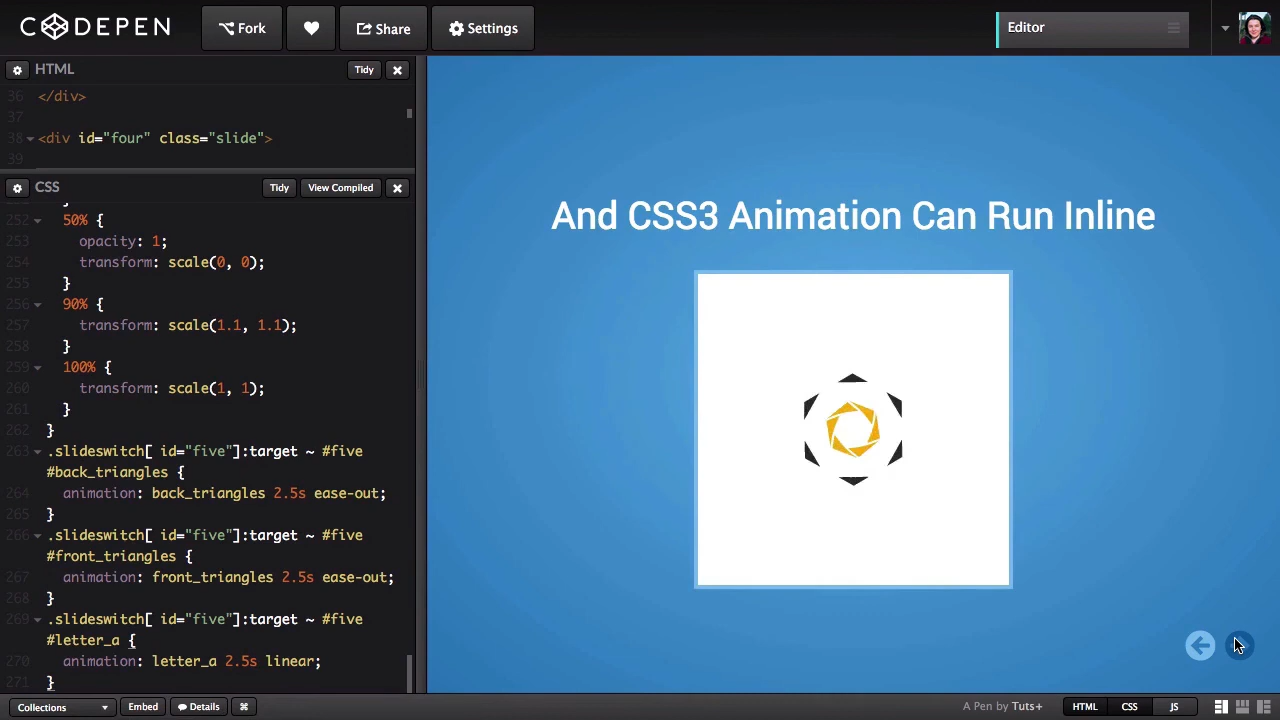 CODEPEN
Fork
Share
Settings
Editor
HTML
Tidy
36 </div>
37
38 <div id="four" class="slide">
39
CSS
Tidy
View Compiled
}
252 50% {
253 opacity: 1;
254 transform: scale(0, 0);
255 }
256 90% {
257 transform: scale(1.1, 1.1);
258 }
259 100% {
260 transform: scale(1, 1);
261 }
262 }
263 .slideswitch[ id="five"]:target ~ #five
#back_triangles {
264 animation: back_triangles 2.5s ease-out;
265 }
266 .slideswitch[ id="five"]:target ~ #five
#front_triangles {
267 animation: front_triangles 2.5s ease-out;
268 }
269 .slideswitch[ id="five"]:target ~ #five
#letter_a {
270 animation: letter_a 2.5s linear;
271 }
And CSS3 Animation Can Run Inline
Collections
Embed
Details
A Pen by Tuts+
HTML
CSS
JS